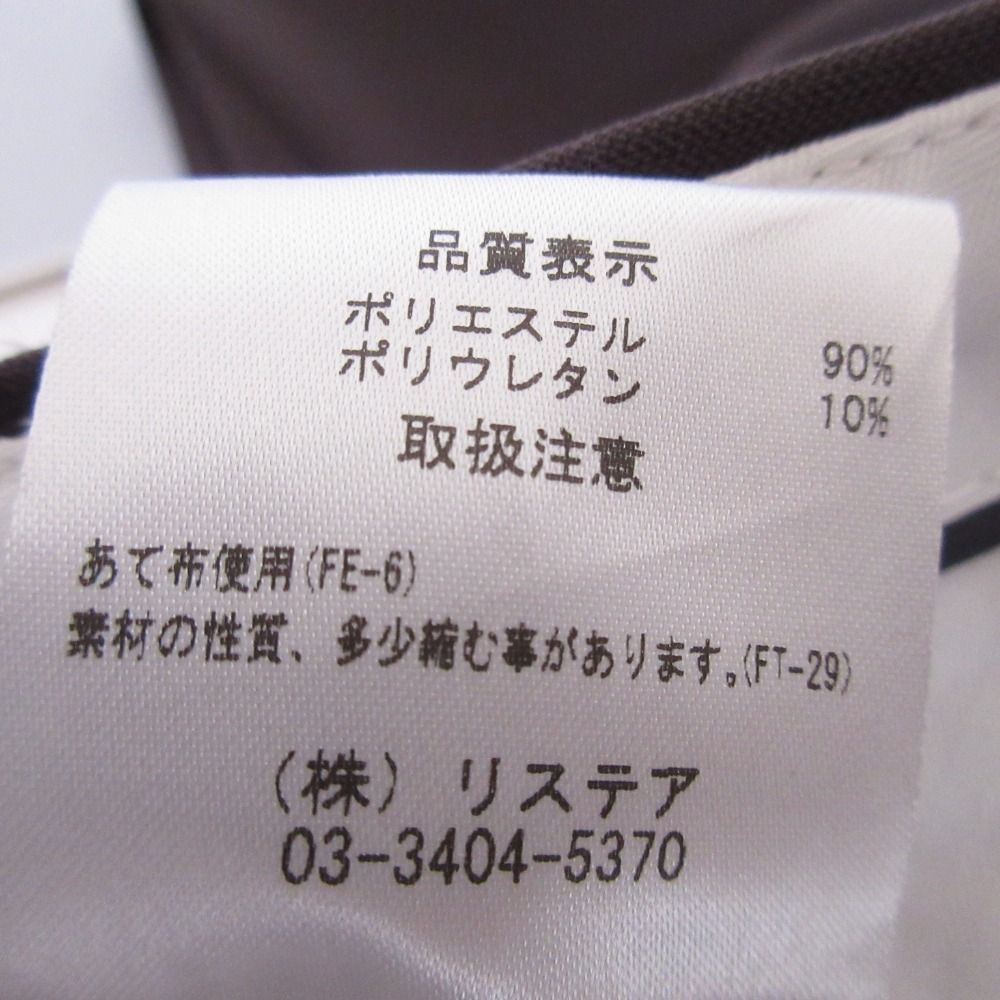 品質表示
ポリエステル 90%
ポリウレタン 10%
取扱注意
あて布使用(FE-6)
素材の性質、多少縮む事があります。(FT-29)
(株) リステア
03-3404-5370